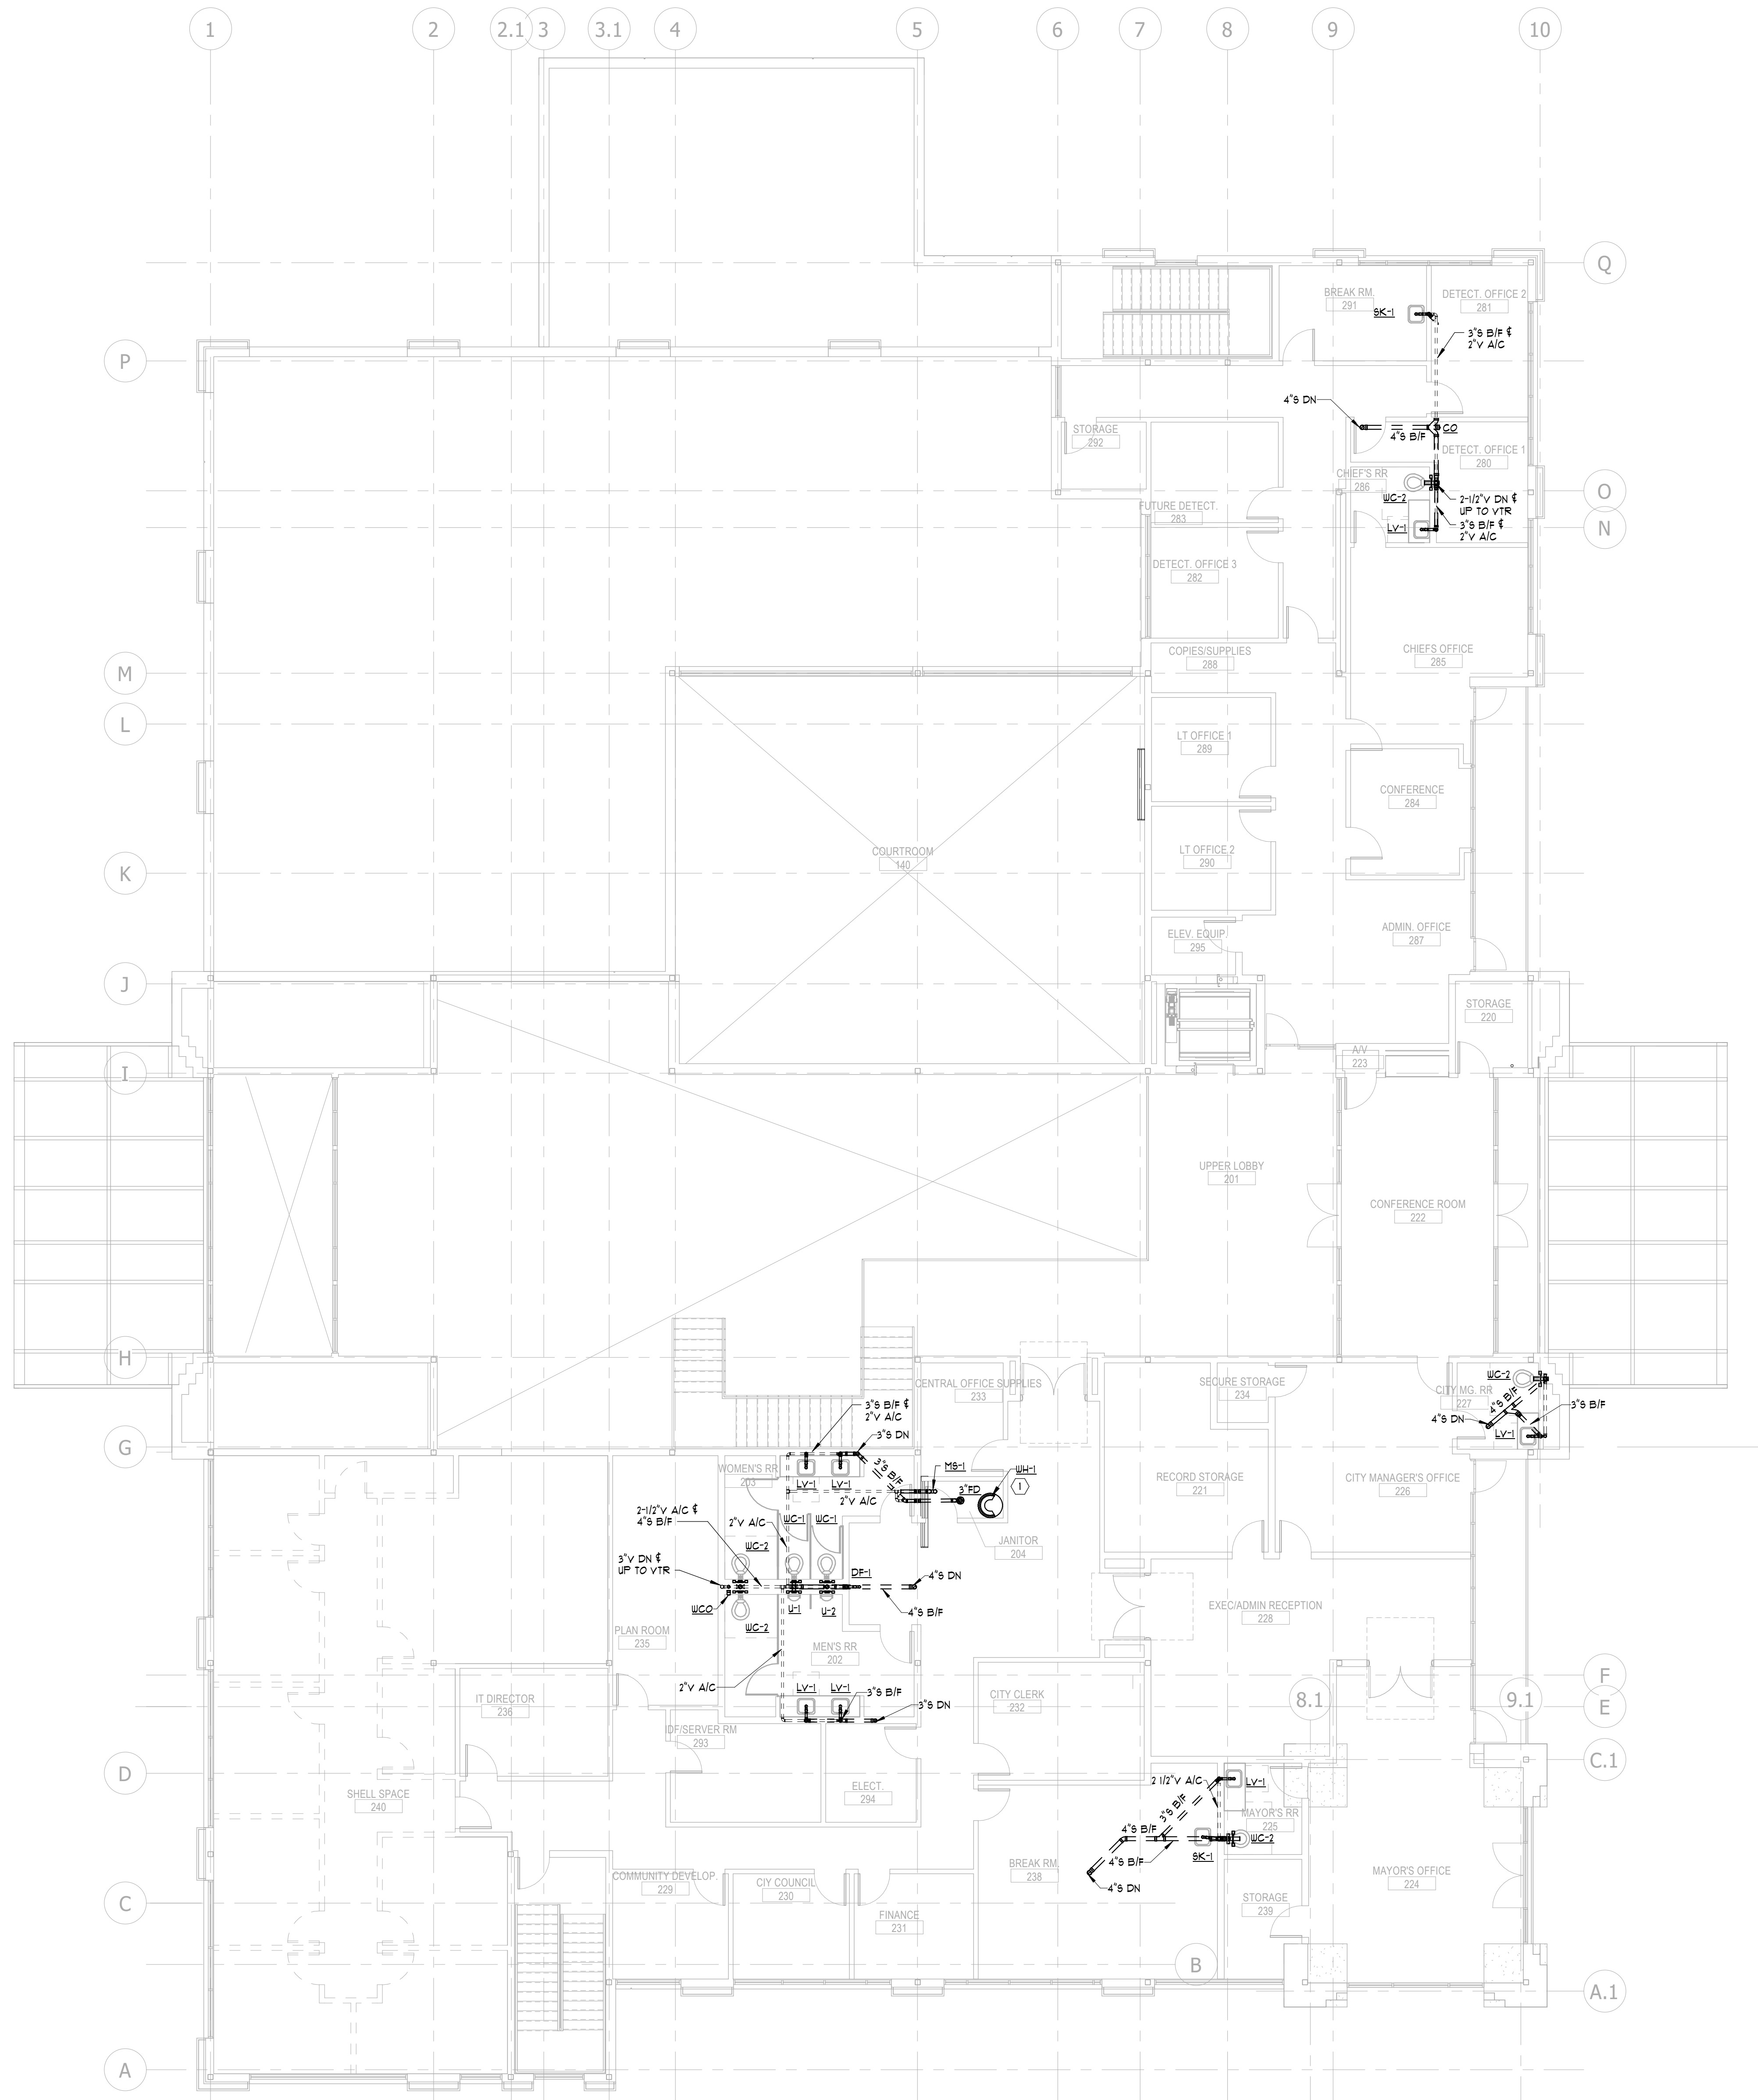 1
2
2.1
3
3.1
4
5
6
7
8
9
10
Q
BREAK RM.
291
DETECT. OFFICE 2
281
SK-1
3"S B/F &
2"V A/C
P
4"S DN
4"S B/F
CO
STORAGE
292
DETECT. OFFICE 1
280
CHIEF'S RR
286
WC-2
2-1/2"V DN &
UP TO VTR
3"S B/F &
2"V A/C
LV-1
O
N
FUTURE DETECT.
283
DETECT. OFFICE 3
282
COPIES/SUPPLIES
288
CHIEFS OFFICE
285
M
L
LT OFFICE 1
289
CONFERENCE
284
COURTROOM
140
LT OFFICE 2
290
K
ELEV. EQUIP.
295
ADMIN. OFFICE
287
J
STORAGE
220
A/V
223
I
UPPER LOBBY
201
CONFERENCE ROOM
222
H
CENTRAL OFFICE SUPPLIES
233
SECURE STORAGE
234
WC-2
CITY MG. RR
227
4"S B/F
4"S DN
3"S B/F
LV-1
3"S B/F &
2"V A/C
3"S DN
G
WOMEN'S RR
203
LV-1
LV-1
3"S B/F
MS-1
WH-1
1
3"FD
2"V A/C
RECORD STORAGE
221
CITY MANAGER'S OFFICE
226
2-1/2"V A/C &
4"S B/F
2"V A/C
WC-1
WC-1
WC-2
JANITOR
204
3"V DN &
UP TO VTR
DF-1
4"S DN
WCO
U-1
U-2
4"S B/F
WC-2
EXEC/ADMIN RECEPTION
228
PLAN ROOM
235
MEN'S RR
202
2"V A/C
LV-1
LV-1
3"S B/F
3"S DN
F
E
8.1
9.1
IT DIRECTOR
236
CITY CLERK
232
IDF/SERVER RM
293
D
C.1
SHELL SPACE
240
ELECT.
294
2 1/2"V A/C
LV-1
3"S B/F
MAYOR'S RR
225
4"S B/F
WC-2
4"S B/F
SK-1
4"S DN
BREAK RM.
238
MAYOR'S OFFICE
224
COMMUNITY DEVELOP.
229
CIY COUNCIL
230
STORAGE
239
C
FINANCE
231
B
A.1
A